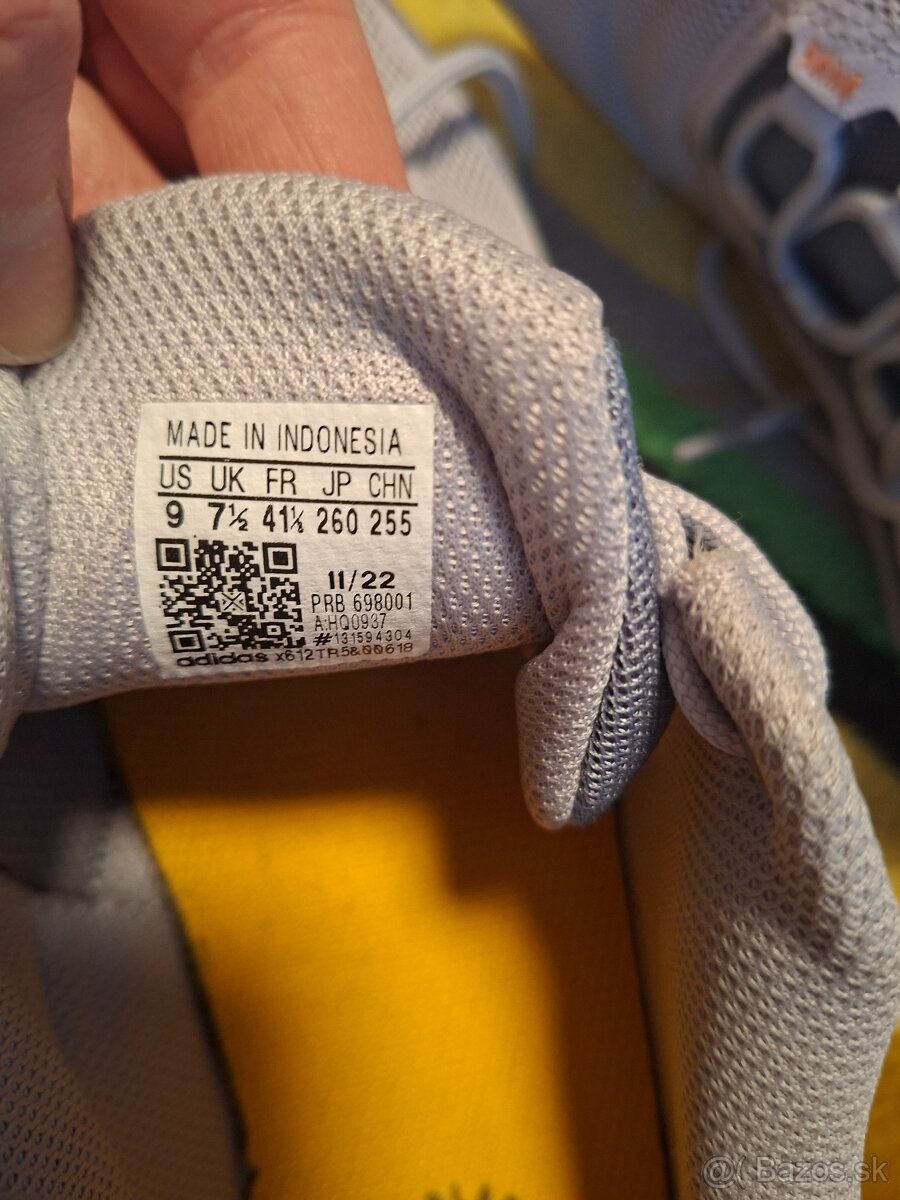 MADE IN INDONESIA
US UK FR JP CHN
9 7½ 41⅓ 260 255
11/22
PRB 698001
A:HQ0937
#131594304
adidas x612TR5&00618
@( Bazos.sk